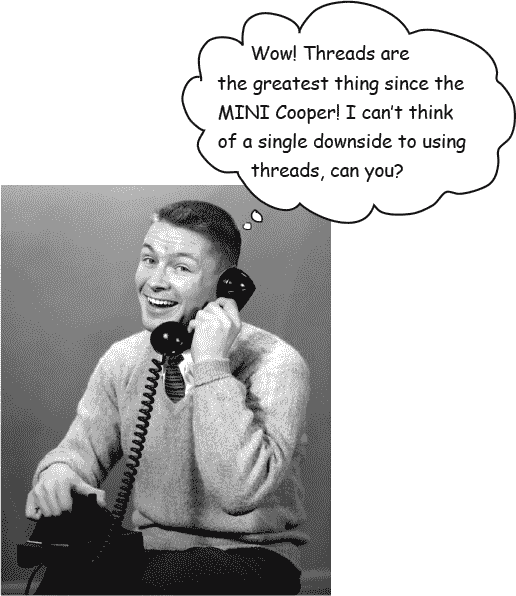 Wow! Threads are
the greatest thing since the
MINI Cooper! I can't think
of a single downside to using
threads, can you?